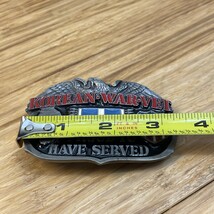 KOREAN WAR VET
1 2 3 4
INCHES
HAVE SERVED